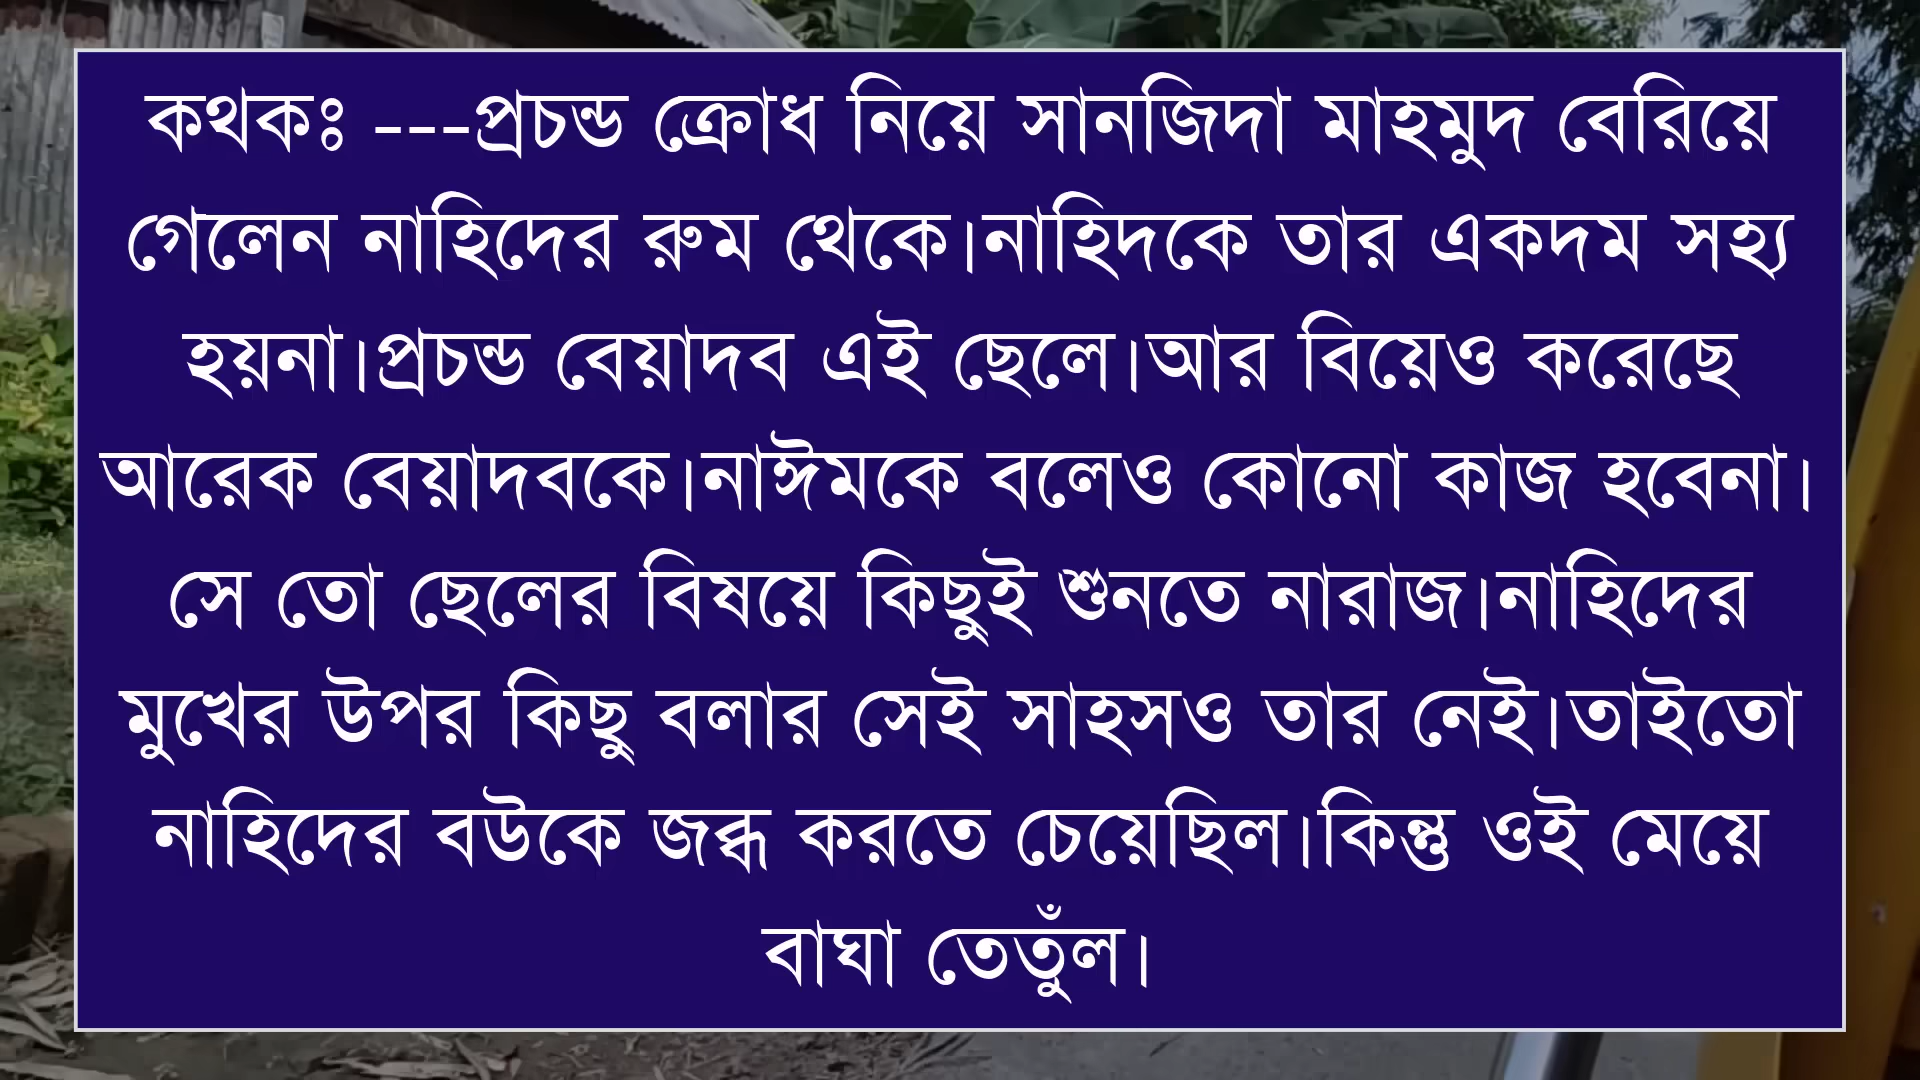 কথকঃ ---প্রচন্ড ক্রোধ নিয়ে সানজিদা মাহমুদ বেরিয়ে
গেলেন নাহিদের রুম থেকে।নাহিদকে তার একদম সহ্য
হয়না।প্রচন্ড বেয়াদব এই ছেলে।আর বিয়েও করেছে
আরেক বেয়াদবকে।নাঈমকে বলেও কোনো কাজ হবেনা।
সে তো ছেলের বিষয়ে কিছুই শুনতে নারাজ।নাহিদের
মুখের উপর কিছু বলার সেই সাহসও তার নেই।তাইতো
নাহিদের বউকে জব্ধ করতে চেয়েছিল।কিন্তু ওই মেয়ে
বাঘা তেতুঁল।